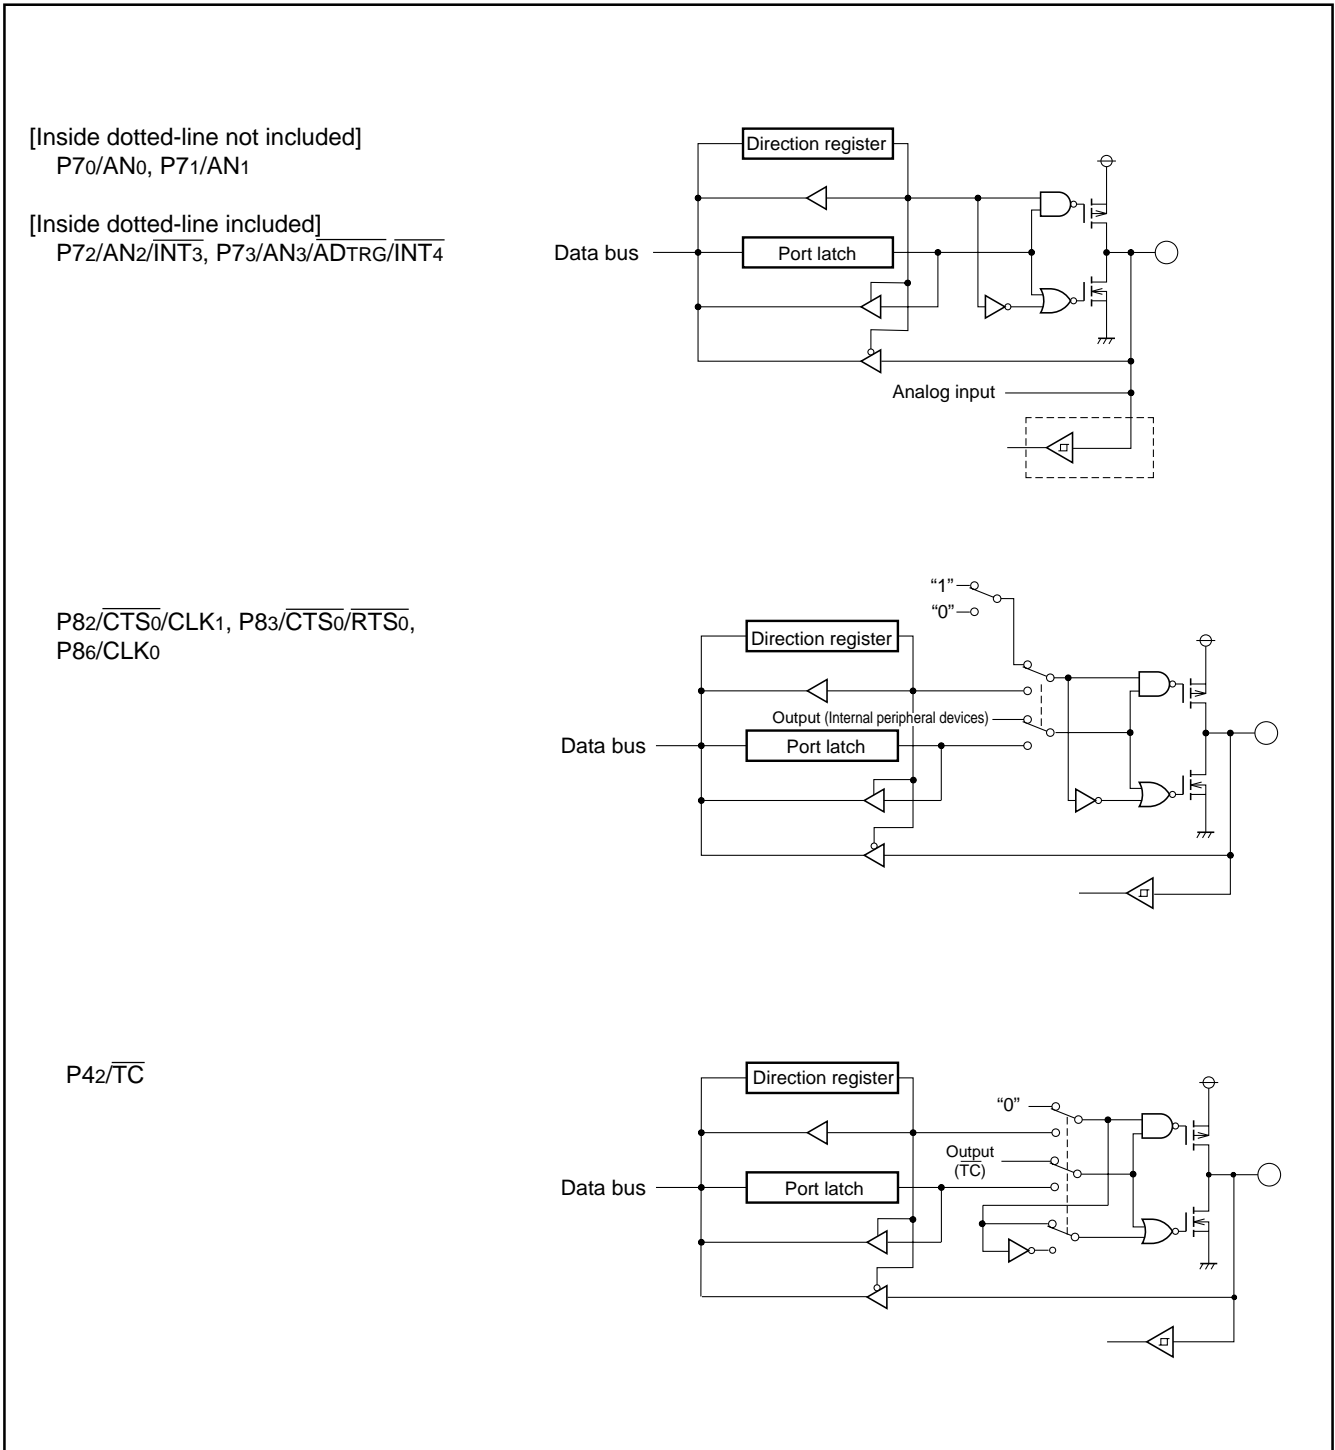 [Inside dotted-line not included]
P70/AN0, P71/AN1
[Inside dotted-line included]
P72/AN2/INT3, P73/AN3/ADTRG/INT4
Direction register
Data bus
Port latch
Analog input
P82/CTS0/CLK1, P83/CTS0/RTS0,
P86/CLK0
“1”
“0”
Direction register
Output (Internal peripheral devices)
Data bus
Port latch
P42/TC
Direction register
“0”
Output
(TC)
Data bus
Port latch